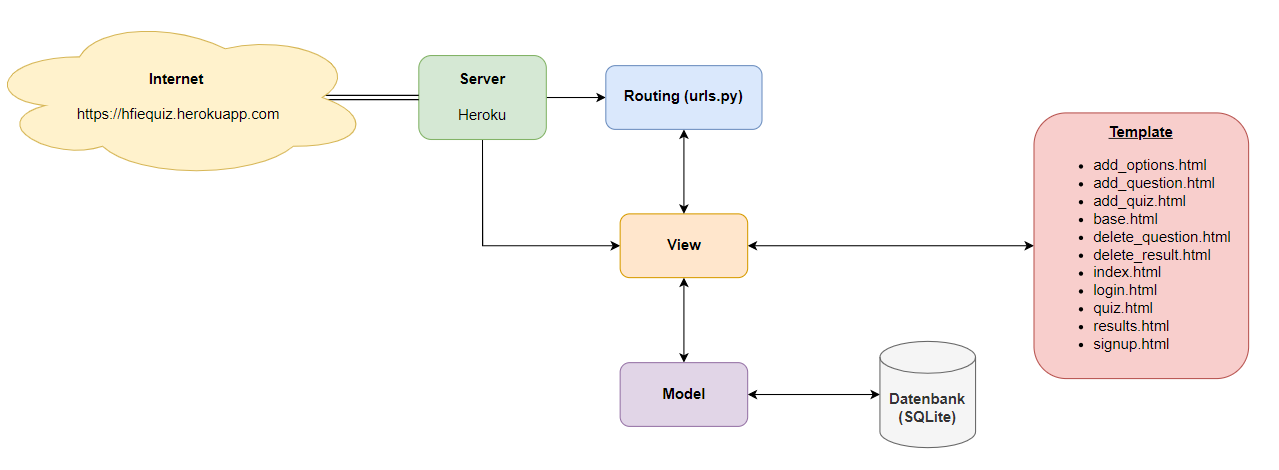 Internet
https://hfiequiz.herokuapp.com
Server
Heroku
Routing (urls.py)
View
Model
Datenbank
(SQLite)
Template
• add_options.html
• add_question.html
• add_quiz.html
• base.html
• delete_question.html
• delete_result.html
• index.html
• login.html
• quiz.html
• results.html
• signup.html